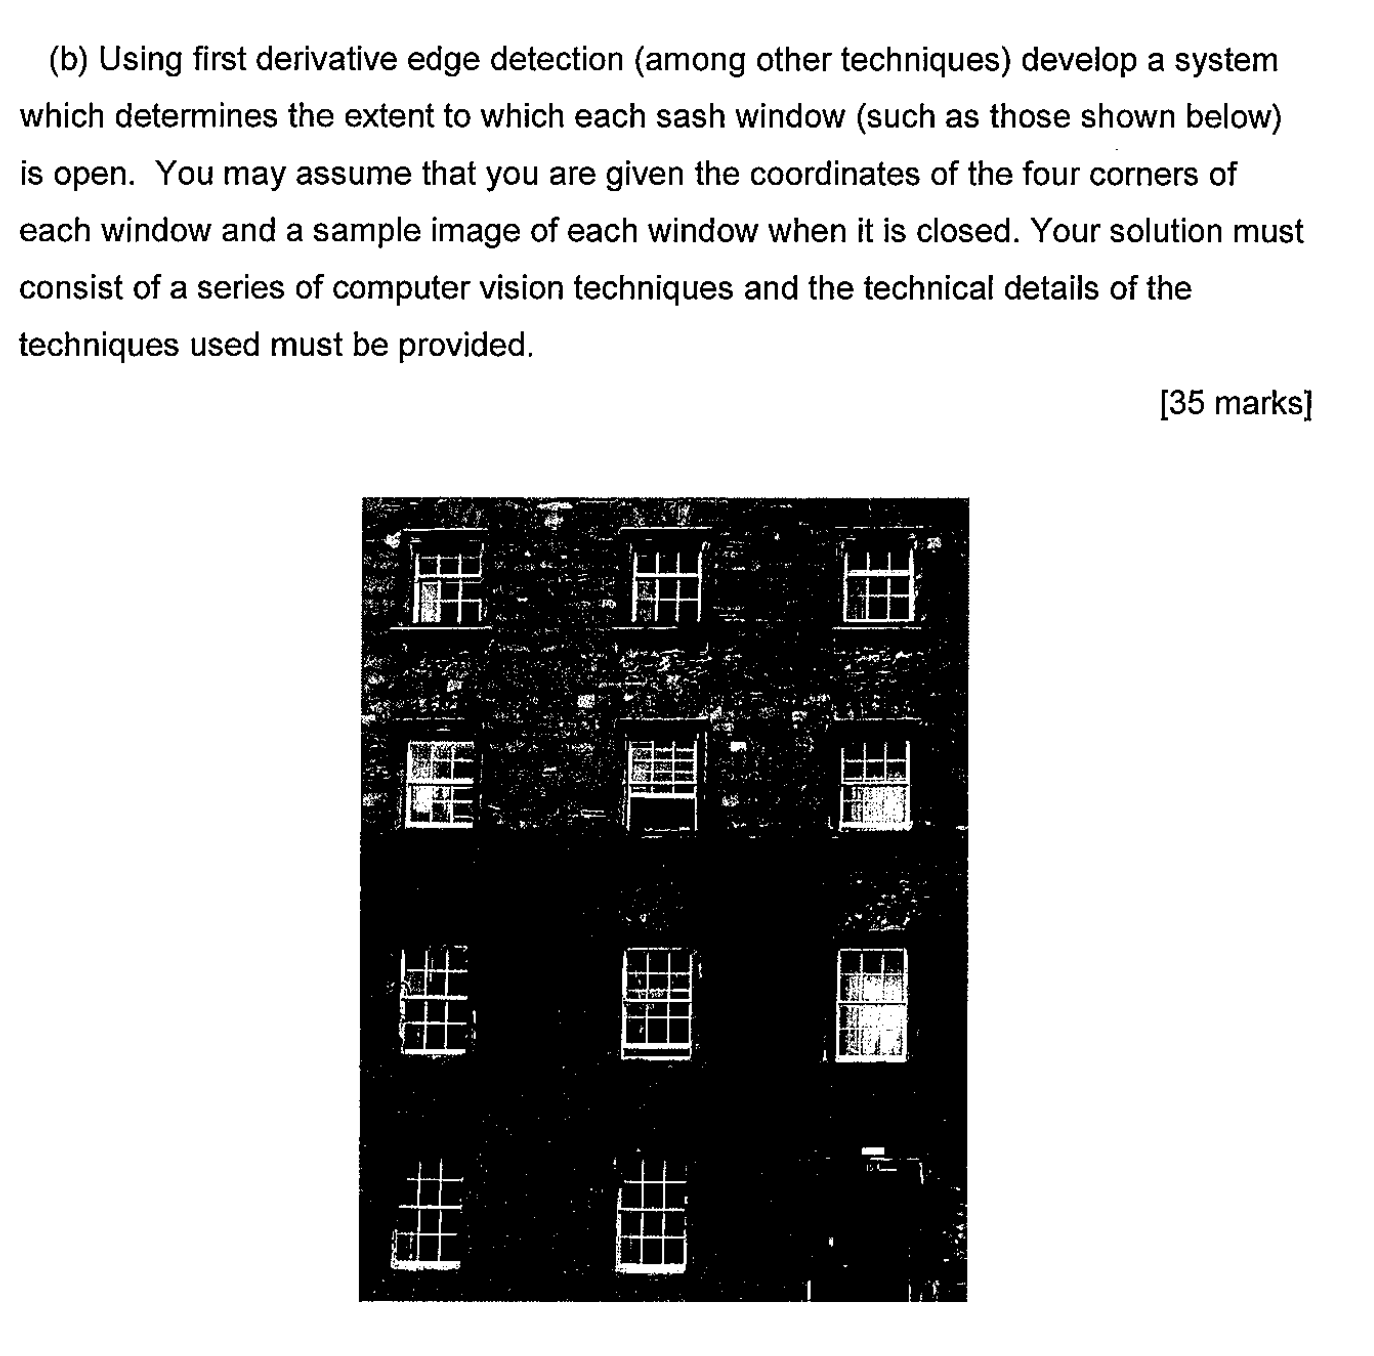 (b) Using first derivative edge detection (among other techniques) develop a system
which determines the extent to which each sash window (such as those shown below)
is open.  You may assume that you are given the coordinates of the four corners of
each window and a sample image of each window when it is closed. Your solution must
consist of a series of computer vision techniques and the technical details of the
techniques used must be provided.
[35 marks]